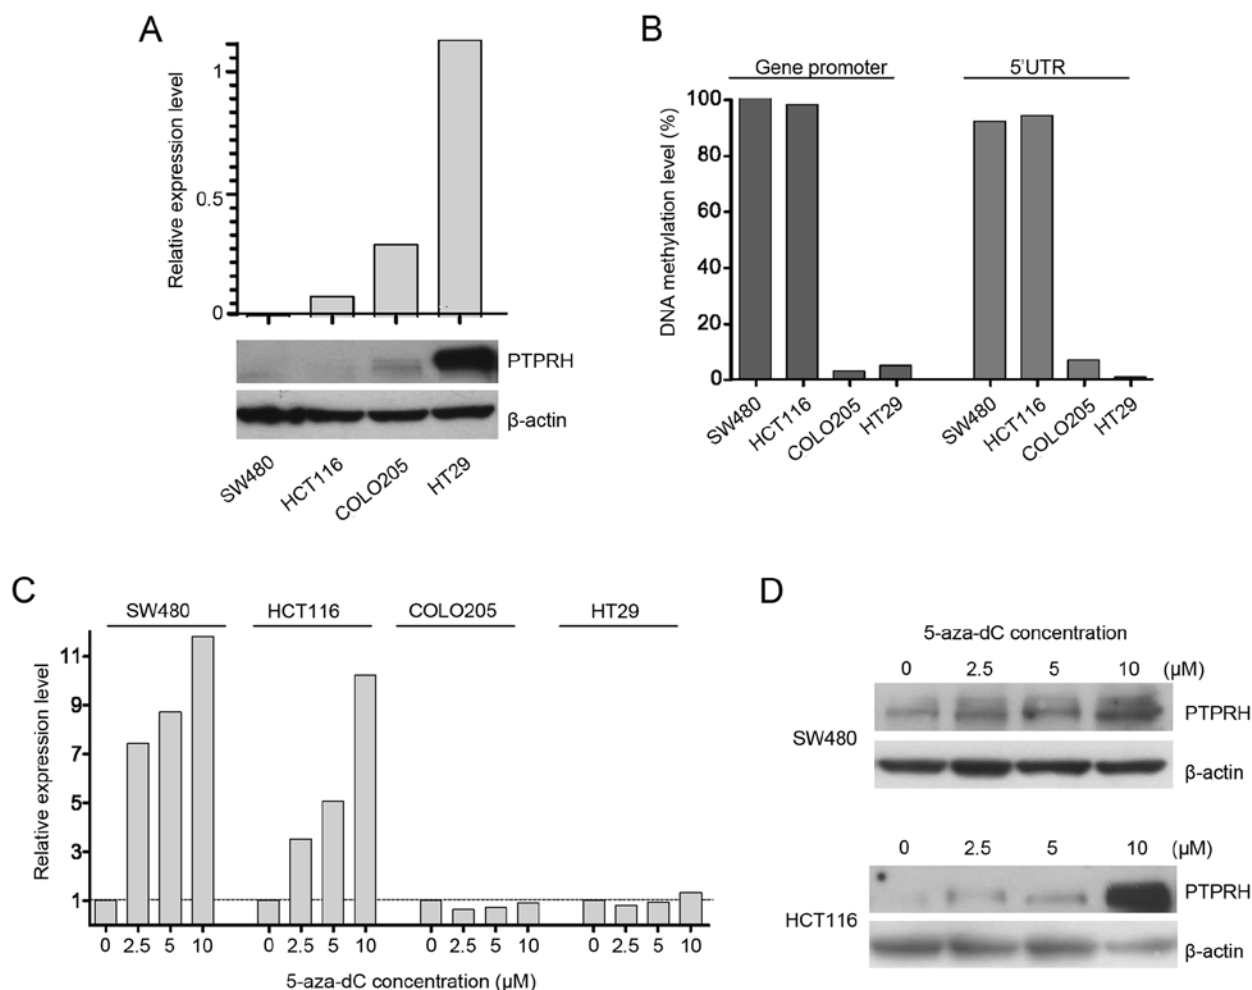 A
Relative expression level
1
0.5
0
PTPRH
β-actin
SW480
HCT116
COLO205
HT29
B
Gene promoter
5'UTR
DNA methylation level (%)
100
80
60
40
20
0
SW480
HCT116
COLO205
HT29
SW480
HCT116
COLO205
HT29
C
SW480
HCT116
COLO205
HT29
Relative expression level
11
9
7
5
3
1
0 2.5 5 10 0 2.5 5 10 0 2.5 5 10 0 2.5 5 10
5-aza-dC concentration (µM)
D
5-aza-dC concentration
0 2.5 5 10 (µM)
PTPRH
SW480
β-actin
0 2.5 5 10 (µM)
PTPRH
HCT116
β-actin